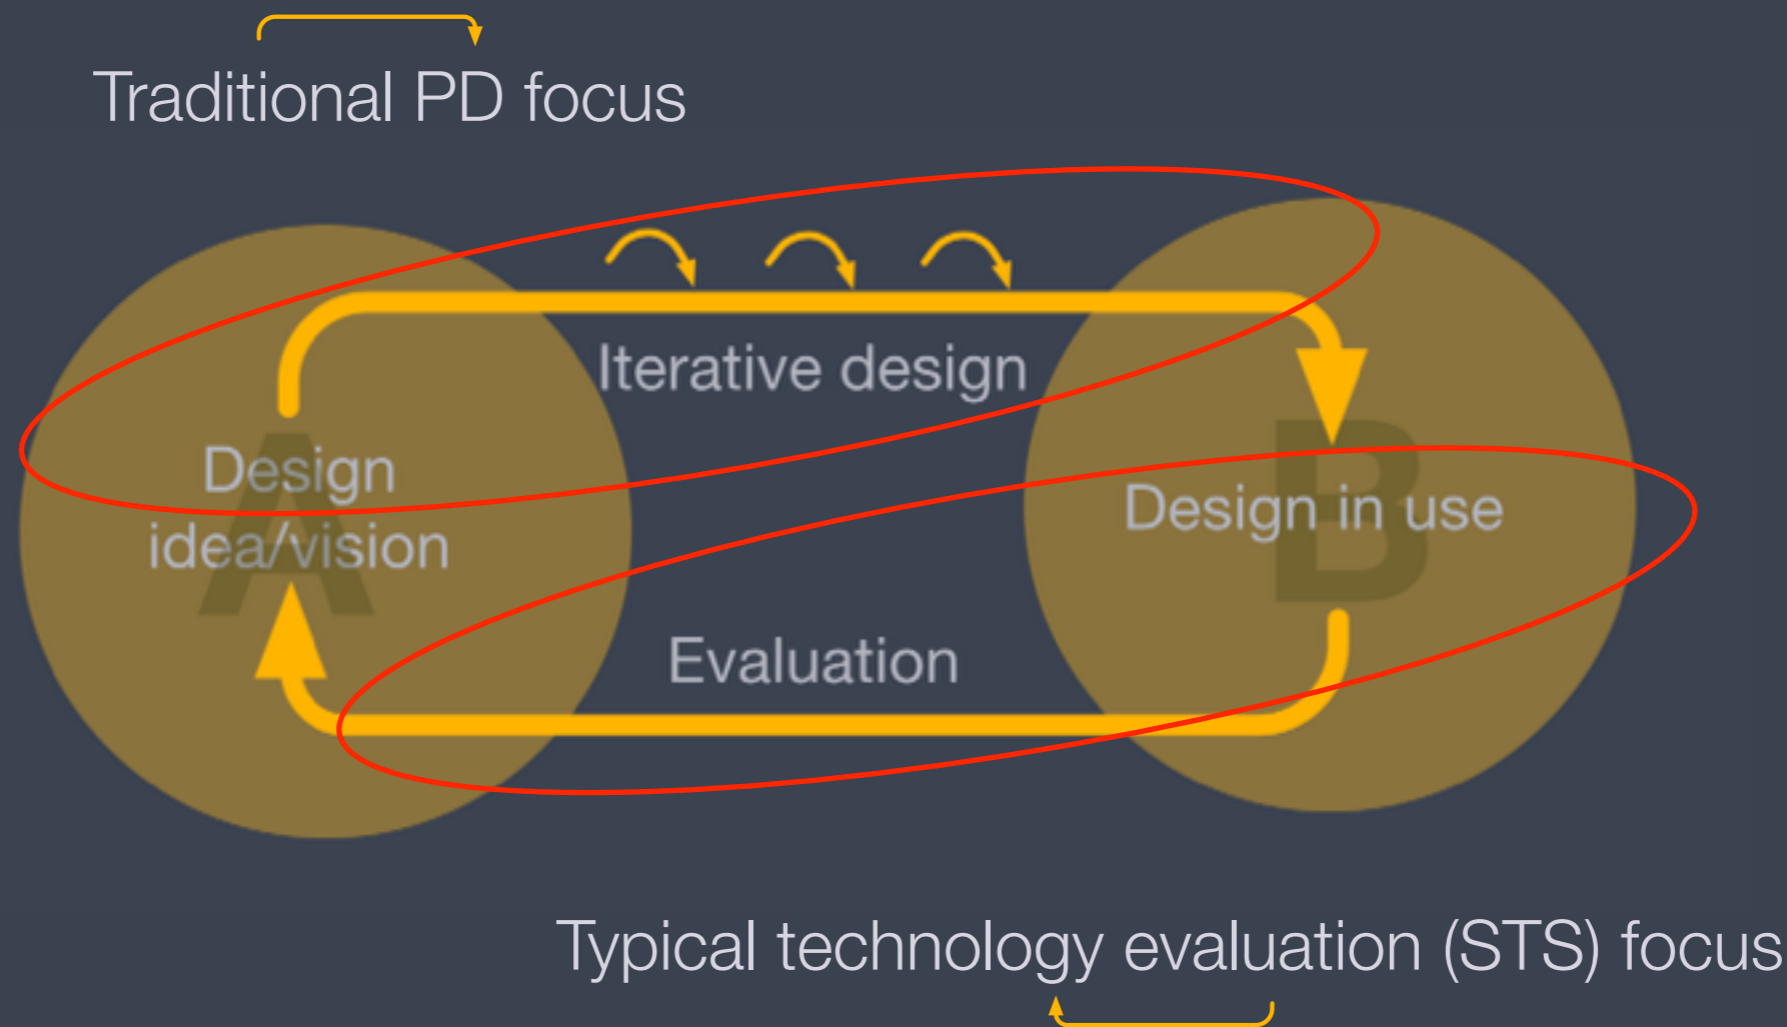 Traditional PD focus
Iterative design
A
Design
idea/vision
B
Design in use
Evaluation
Typical technology evaluation (STS) focus